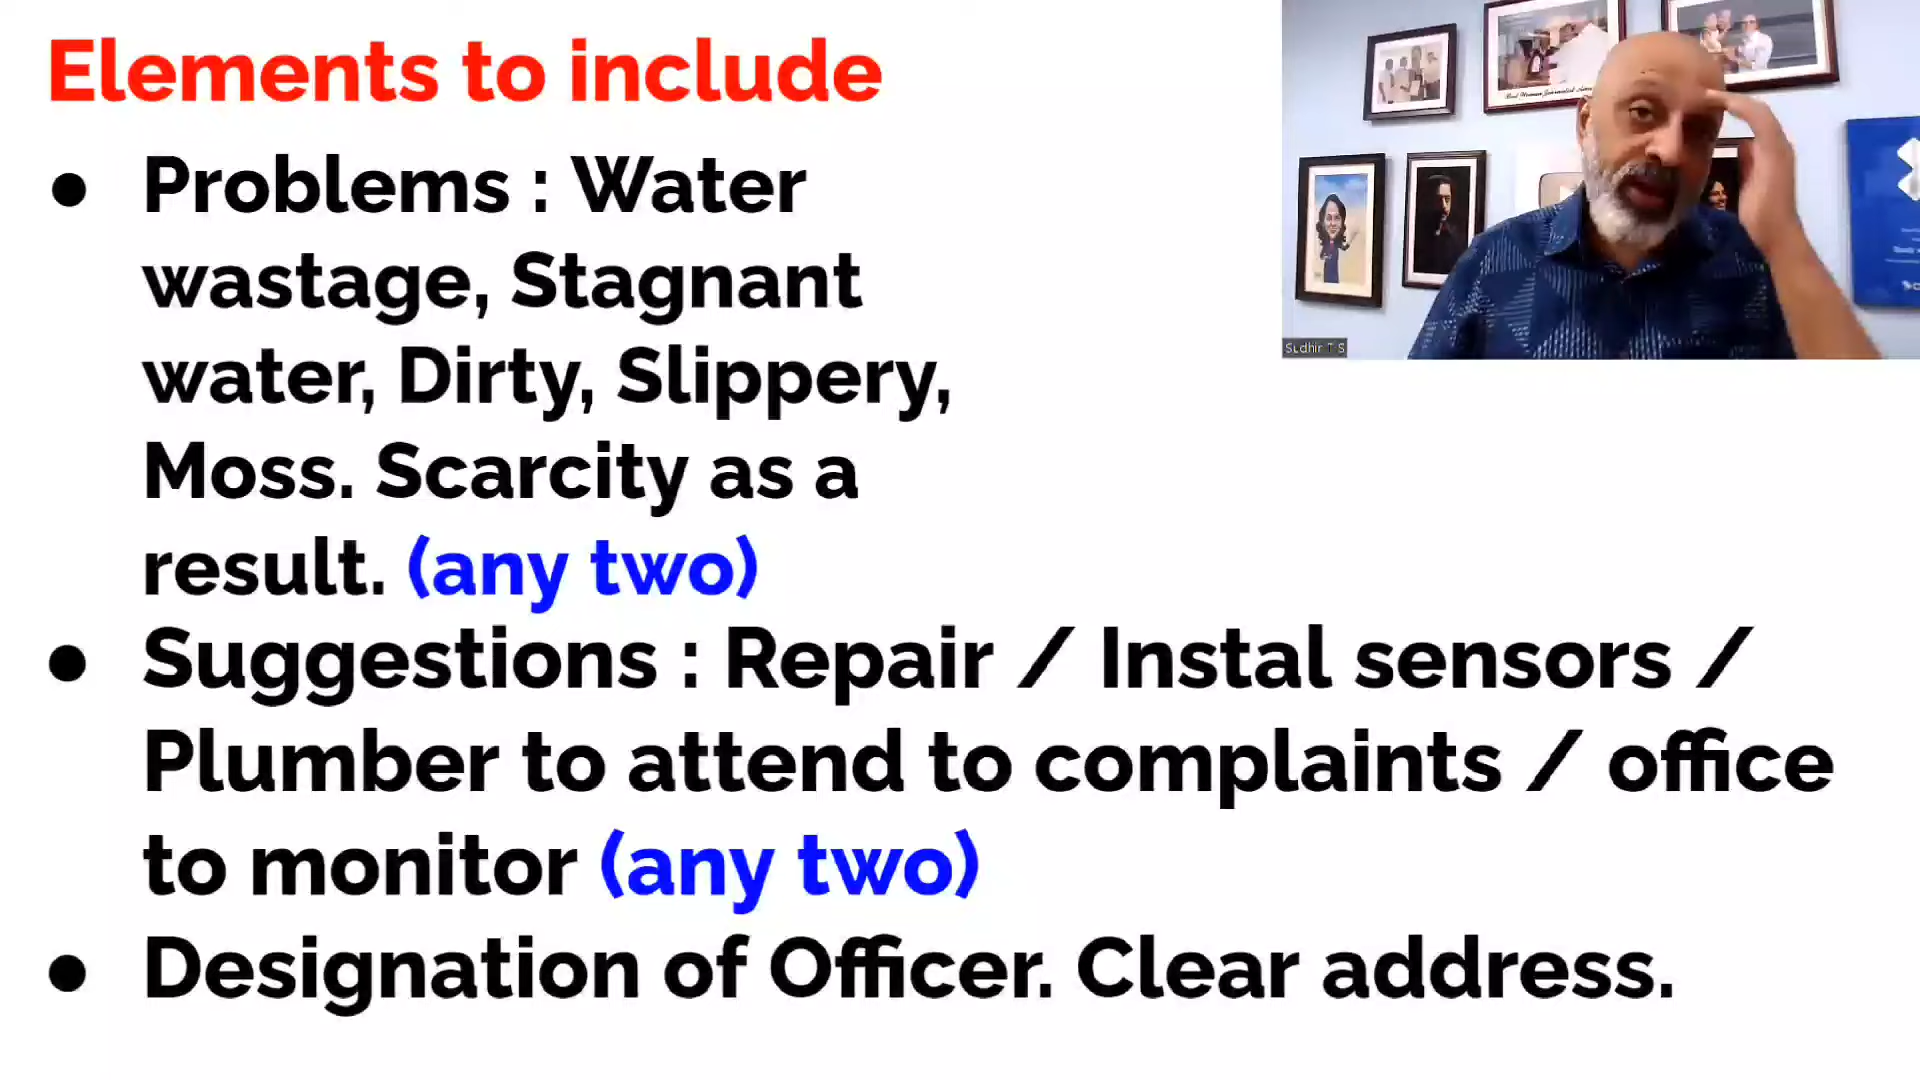 Elements to include
● Problems : Water
wastage, Stagnant
water, Dirty, Slippery,
Moss. Scarcity as a
result. (any two)
● Suggestions : Repair / Instal sensors /
Plumber to attend to complaints / office
to monitor (any two)
● Designation of Officer. Clear address.
Sudhir T S